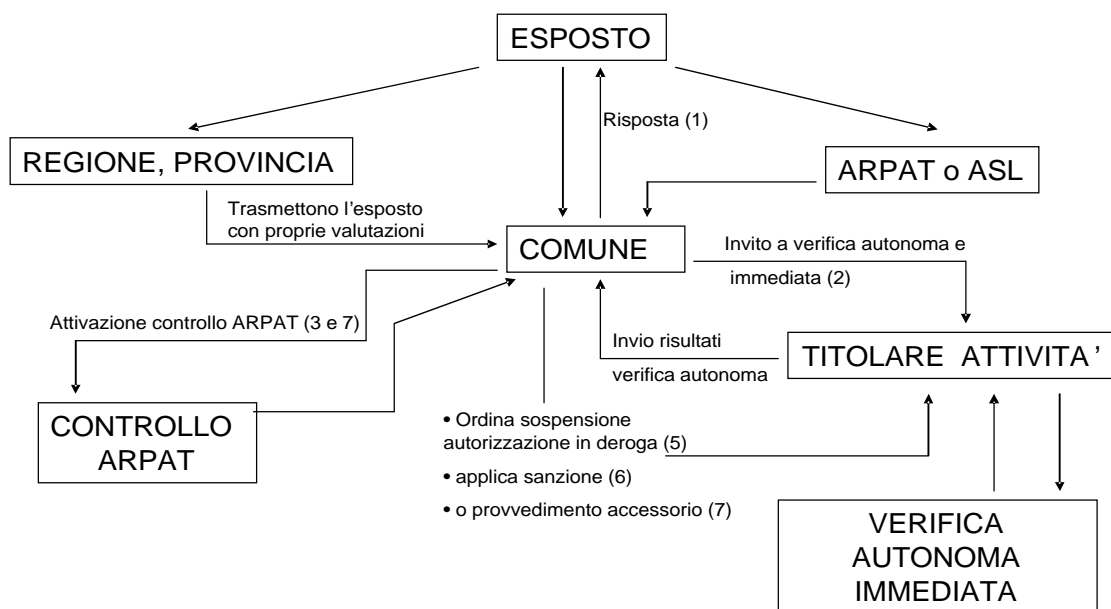 ESPOSTO
Risposta (1)
REGIONE, PROVINCIA
ARPAT o ASL
Trasmettono l'esposto
con proprie valutazioni
COMUNE
Invito a verifica autonoma e
immediata (2)
Attivazione controllo ARPAT (3 e 7)
Invio risultati
verifica autonoma
TITOLARE ATTIVITA'
CONTROLLO
ARPAT
• Ordina sospensione
autorizzazione in deroga (5)
• applica sanzione (6)
• o provvedimento accessorio (7)
VERIFICA
AUTONOMA
IMMEDIATA